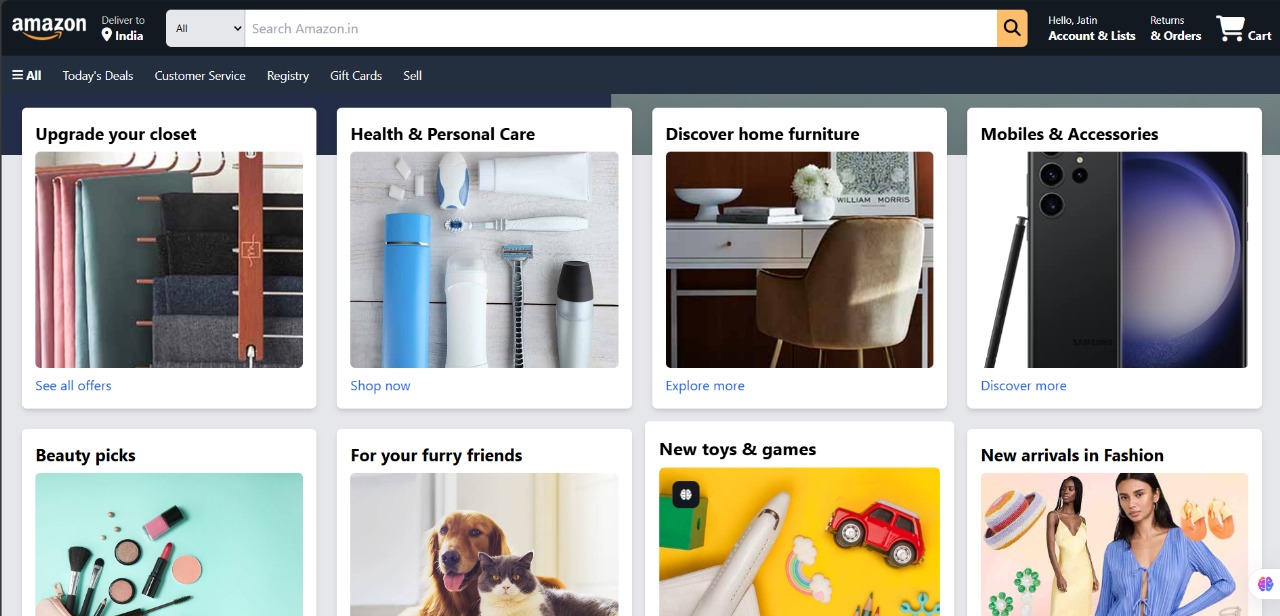 amazon
Deliver to
India
All
Search Amazon.in
Hello, Jatin
Account & Lists
Returns
& Orders
Cart
All
Today's Deals
Customer Service
Registry
Gift Cards
Sell
Upgrade your closet
Health & Personal Care
Discover home furniture
Mobiles & Accessories
WILLIAM MORRIS
SAMSUNG
See all offers
Shop now
Explore more
Discover more
Beauty picks
For your furry friends
New toys & games
New arrivals in Fashion